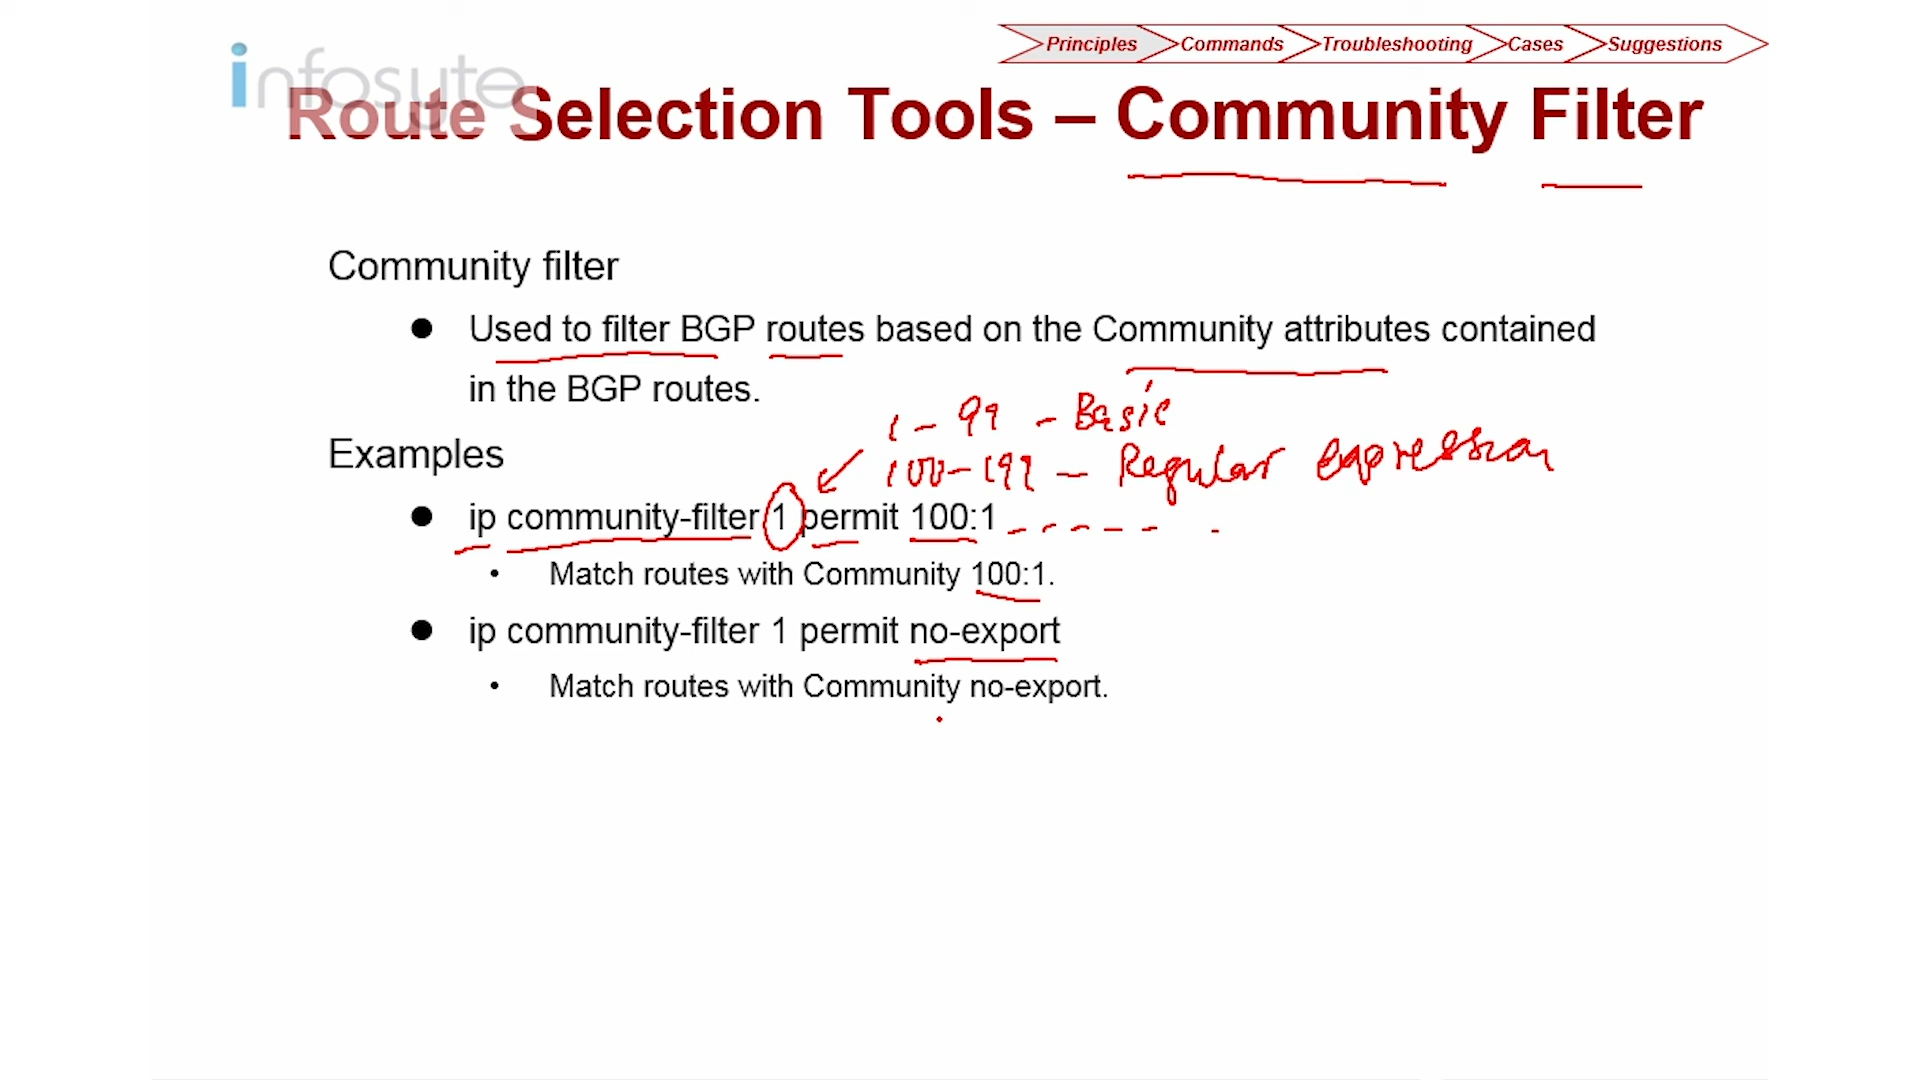 Principles Commands Troubleshooting Cases Suggestions
infosyte
Route Selection Tools – Community Filter
Community filter
● Used to filter BGP routes based on the Community attributes contained
in the BGP routes.
1 - 99 - Basic
Examples
100-199 - Regular expression
● ip community-filter 1 permit 100:1
• Match routes with Community 100:1.
● ip community-filter 1 permit no-export
• Match routes with Community no-export.